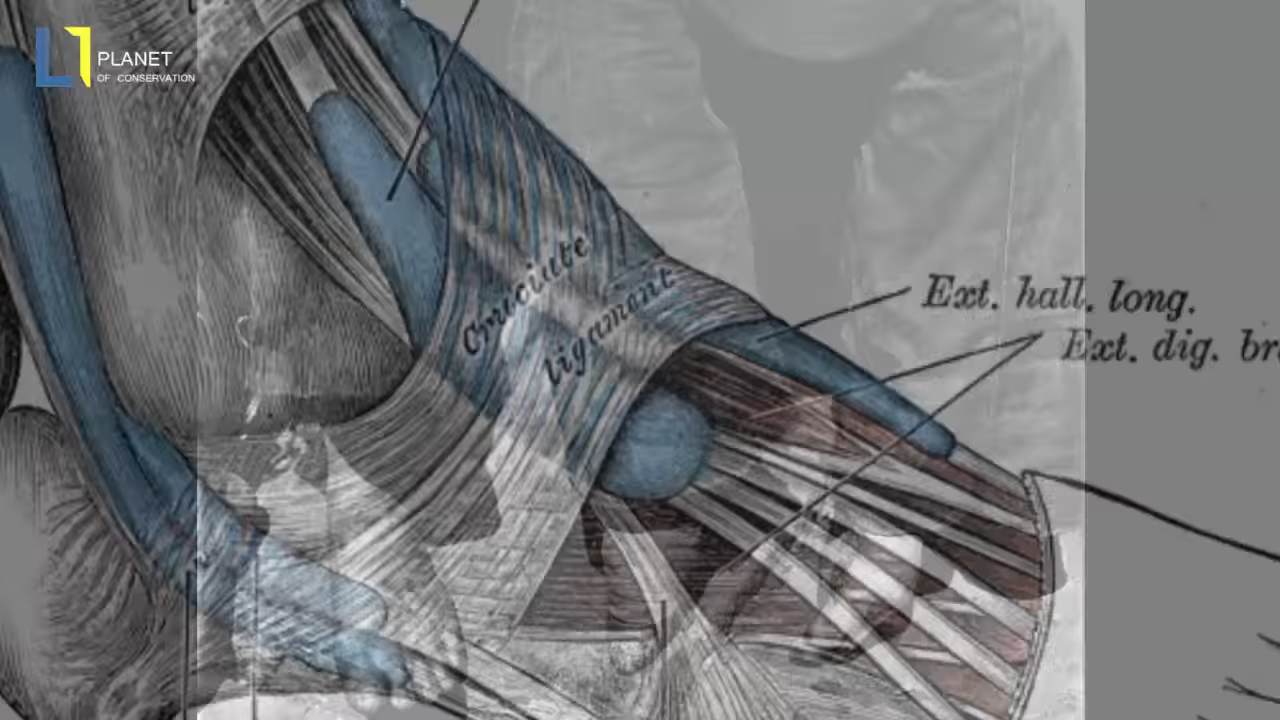 PLANET
OF CONSERVATION
Cruciate
ligament
Ext. hall. long.
Ext. dig. br.